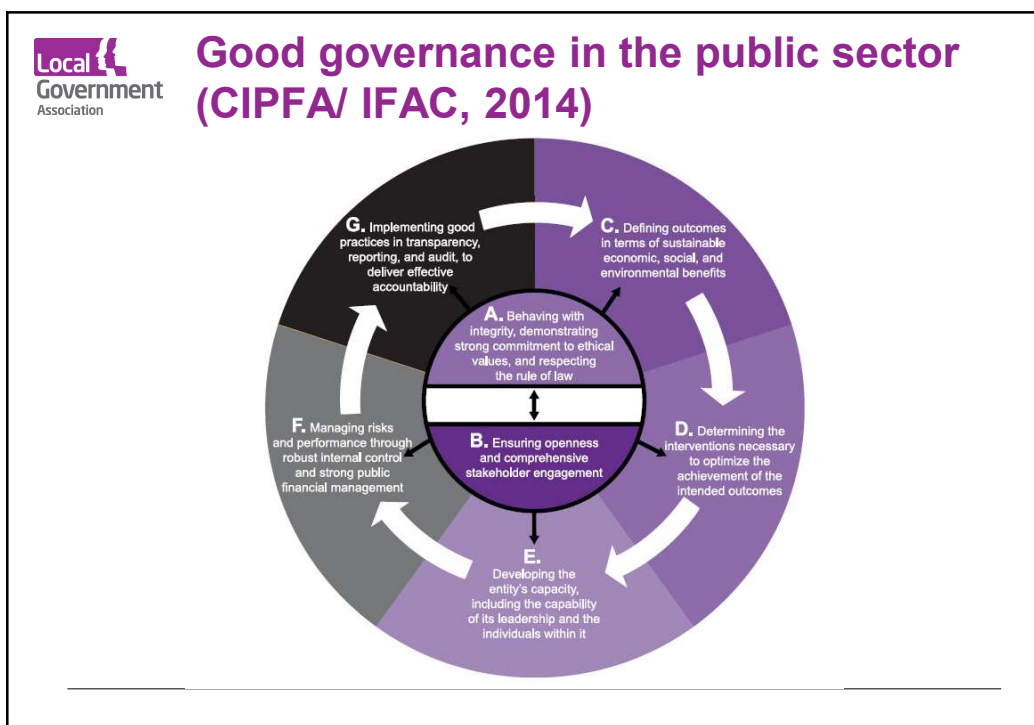 Local
Government
Association
Good governance in the public sector
(CIPFA/ IFAC, 2014)
G. Implementing good
practices in transparency,
reporting, and audit, to
deliver effective
accountability
C. Defining outcomes
in terms of sustainable
economic, social, and
environmental benefits
A. Behaving with
integrity, demonstrating
strong commitment to ethical
values, and respecting
the rule of law
B. Ensuring openness
and comprehensive
stakeholder engagement
F. Managing risks
and performance through
robust internal control
and strong public
financial management
D. Determining the
interventions necessary
to optimize the
achievement of the
intended outcomes
E.
Developing the
entity's capacity,
including the capability
of its leadership and the
individuals within it